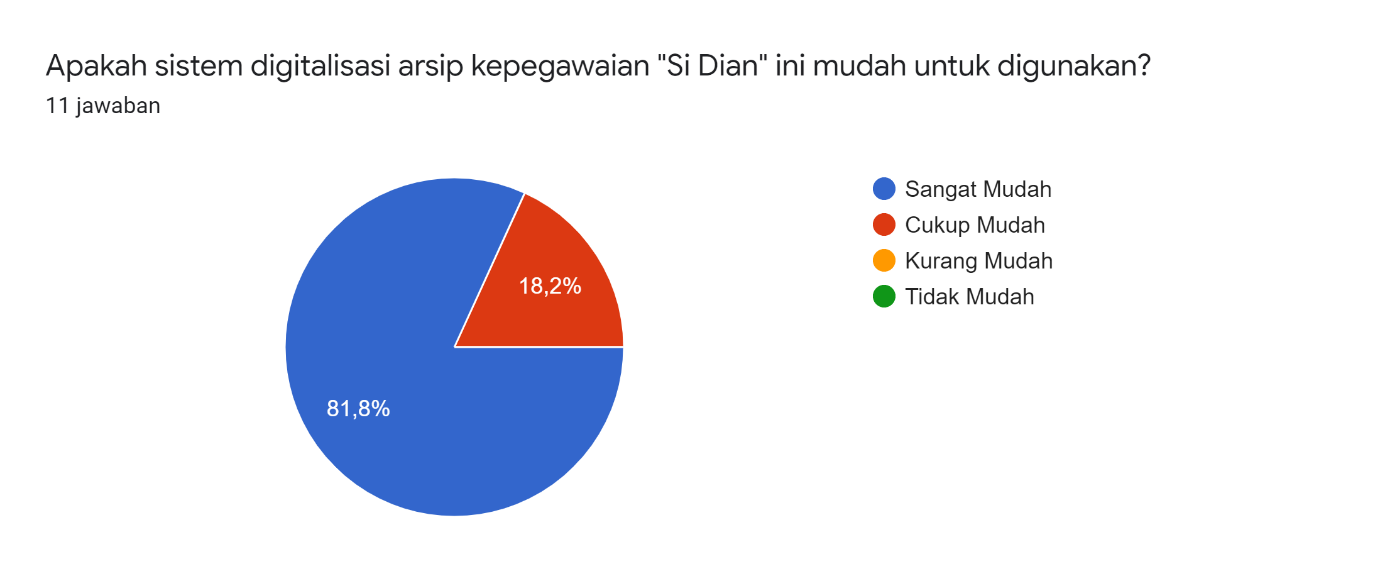 Apakah sistem digitalisasi arsip kepegawaian "Si Dian" ini mudah untuk digunakan?
11 jawaban
Sangat Mudah
Cukup Mudah
Kurang Mudah
Tidak Mudah
18,2%
81,8%